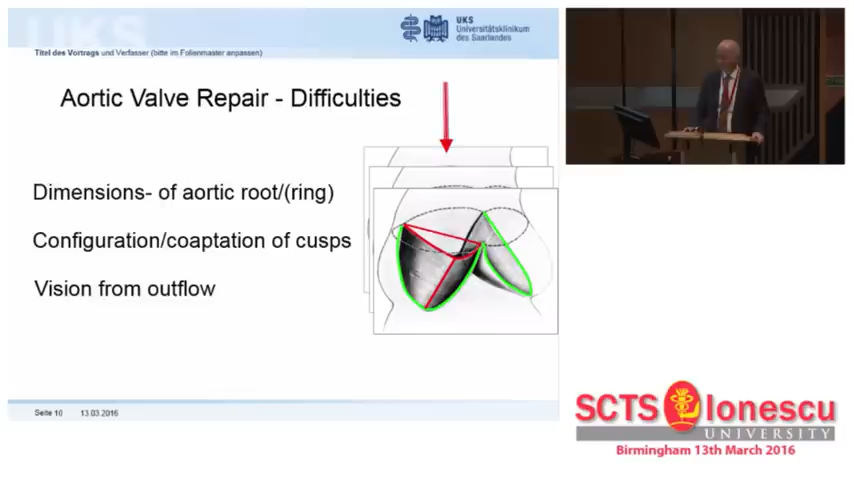 UKS
UKS
Universitätsklinikum
des Saarlandes
Titel des Vortrags und Verfasser (bitte im Folienmaster anpassen)
Aortic Valve Repair - Difficulties
Dimensions- of aortic root/(ring)
Configuration/coaptation of cusps
Vision from outflow
Seite 10 13.03.2016
SCTS Ionescu
UNIVERSITY
Birmingham 13th March 2016